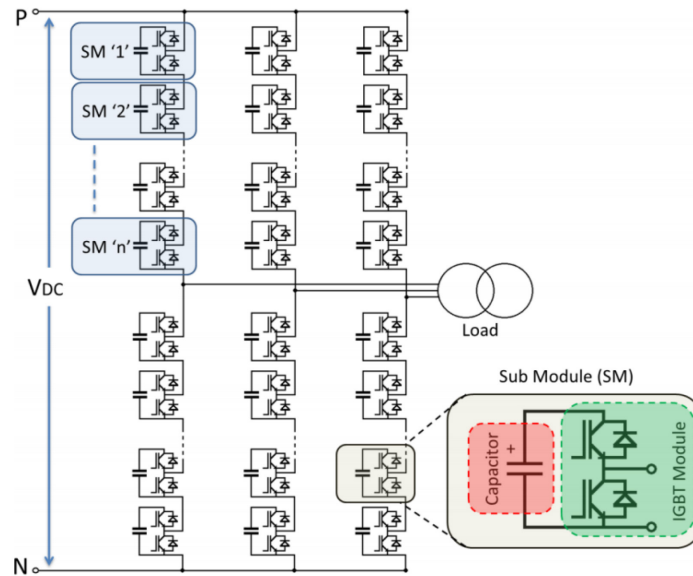 P
SM '1'
SM '2'
SM 'n'
VDC
Load
Sub Module (SM)
Capacitor
+
IGBT Module
N